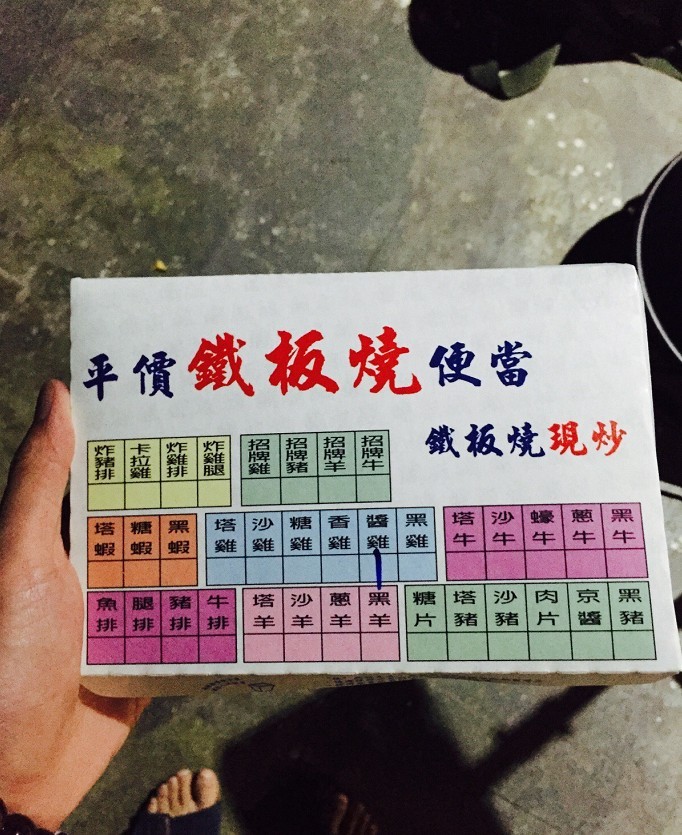 平價鐵板燒便當
鐵板燒現炒
炸豬排 卡拉雞 炸雞排 炸雞腿 招牌雞 招牌豬 招牌羊 招牌牛
塔蝦 糖蝦 黑蝦 塔雞 沙雞 糖雞 香雞 醬雞 黑雞 塔牛 沙牛 蠔牛 蔥牛 黑牛
魚排 腿排 豬排 牛排 塔羊 沙羊 蔥羊 黑羊 糖片 塔豬 沙豬 肉片 京醬 黑豬